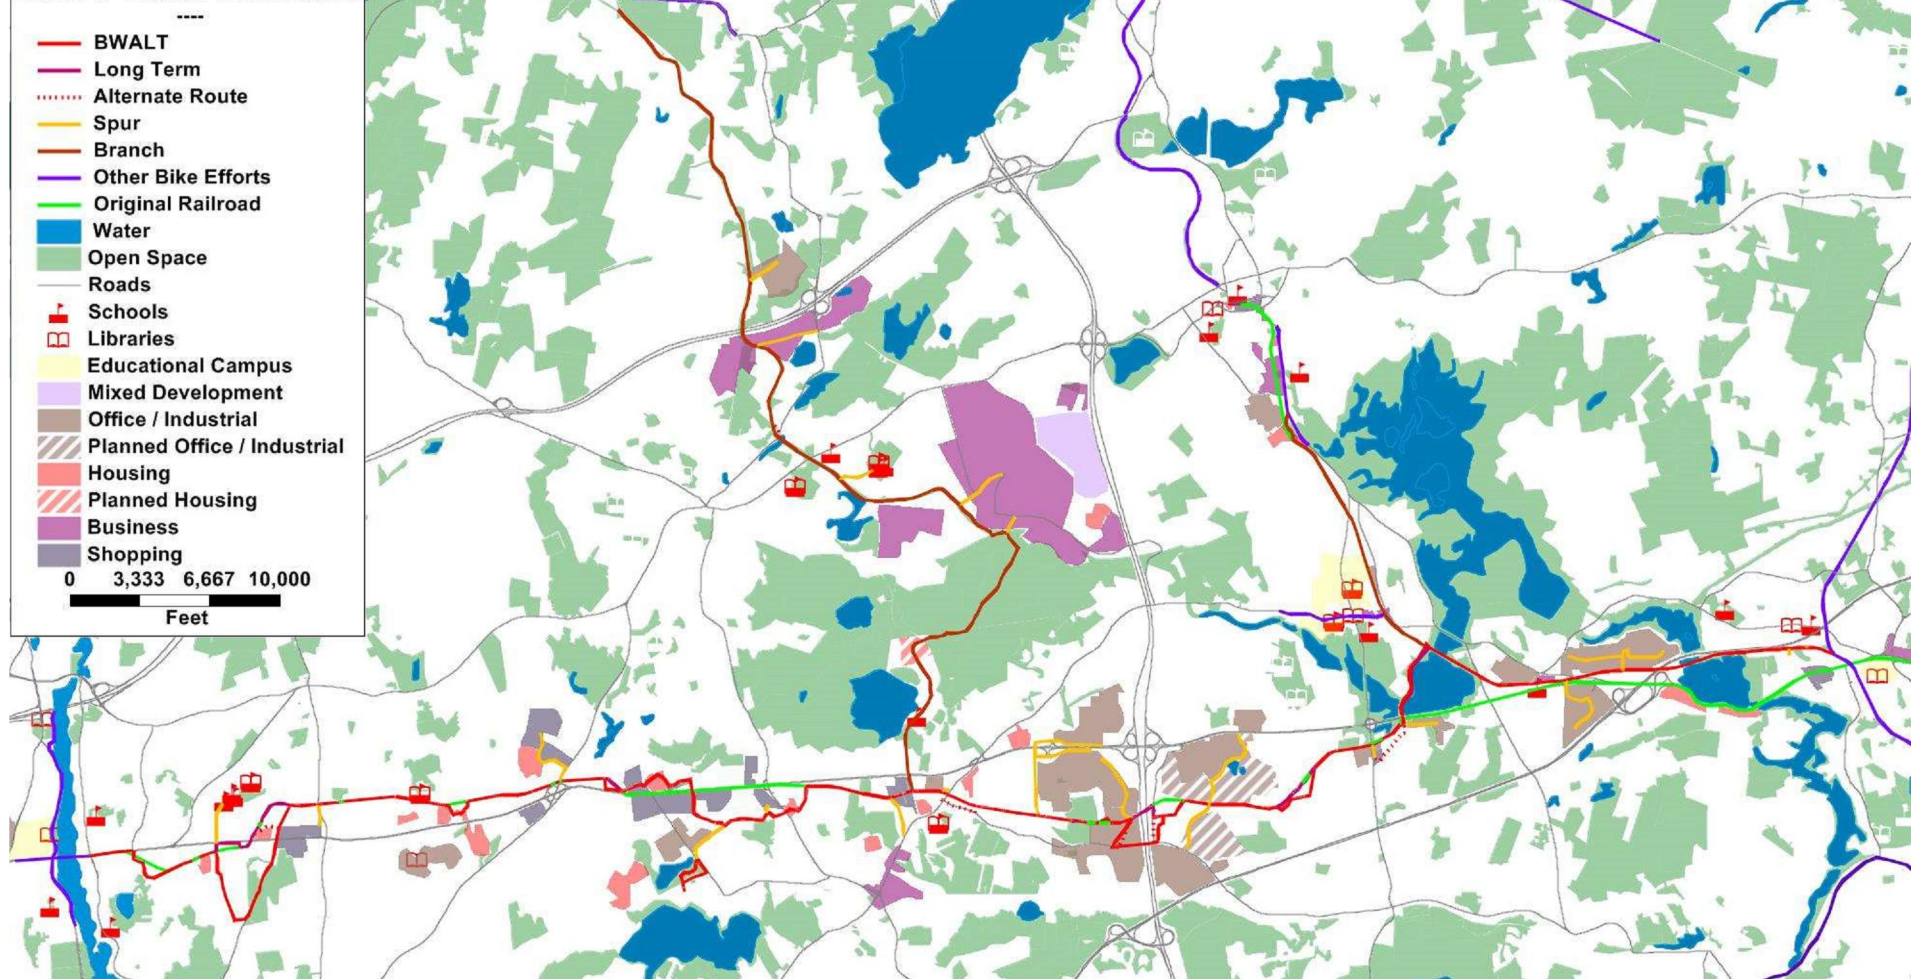 ----
BWALT
Long Term
Alternate Route
Spur
Branch
Other Bike Efforts
Original Railroad
Water
Open Space
Roads
Schools
Libraries
Educational Campus
Mixed Development
Office / Industrial
Planned Office / Industrial
Housing
Planned Housing
Business
Shopping
0 3,333 6,667 10,000
Feet